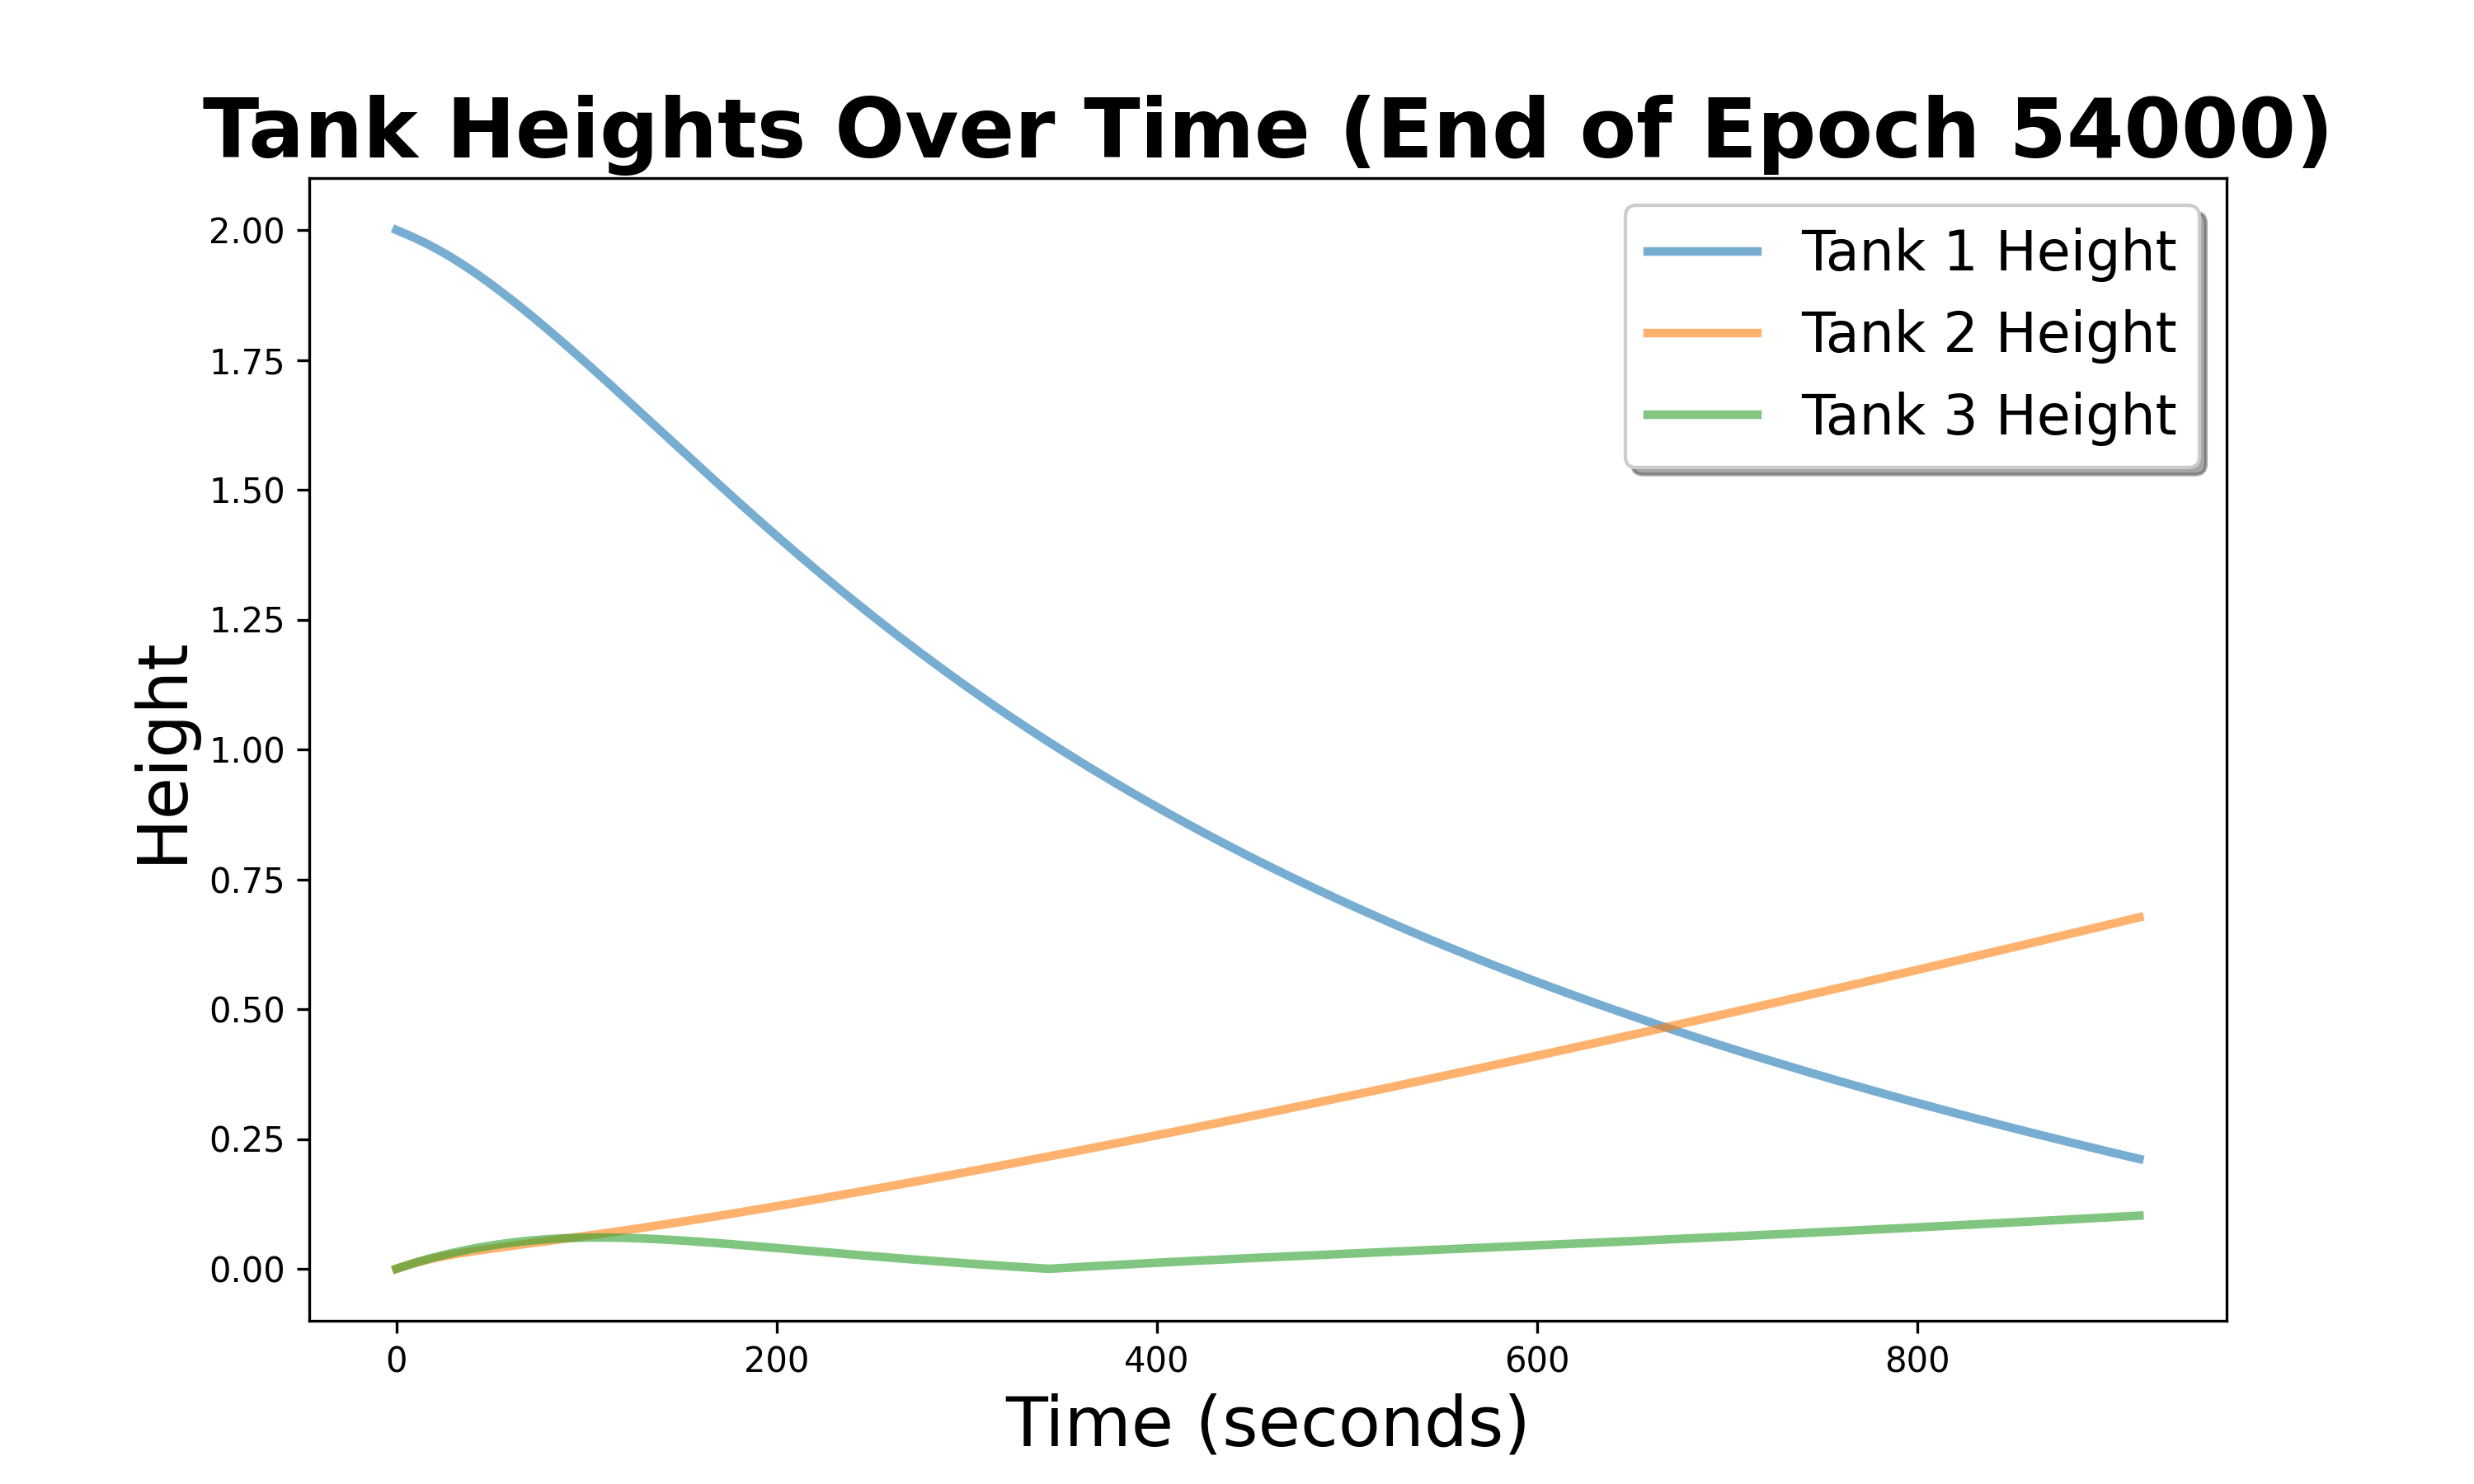 Tank Heights Over Time (End of Epoch 54000)
Tank 1 Height
Tank 2 Height
Tank 3 Height
Height
2.00
1.75
1.50
1.25
1.00
0.75
0.50
0.25
0.00
0 200 400 600 800
Time (seconds)